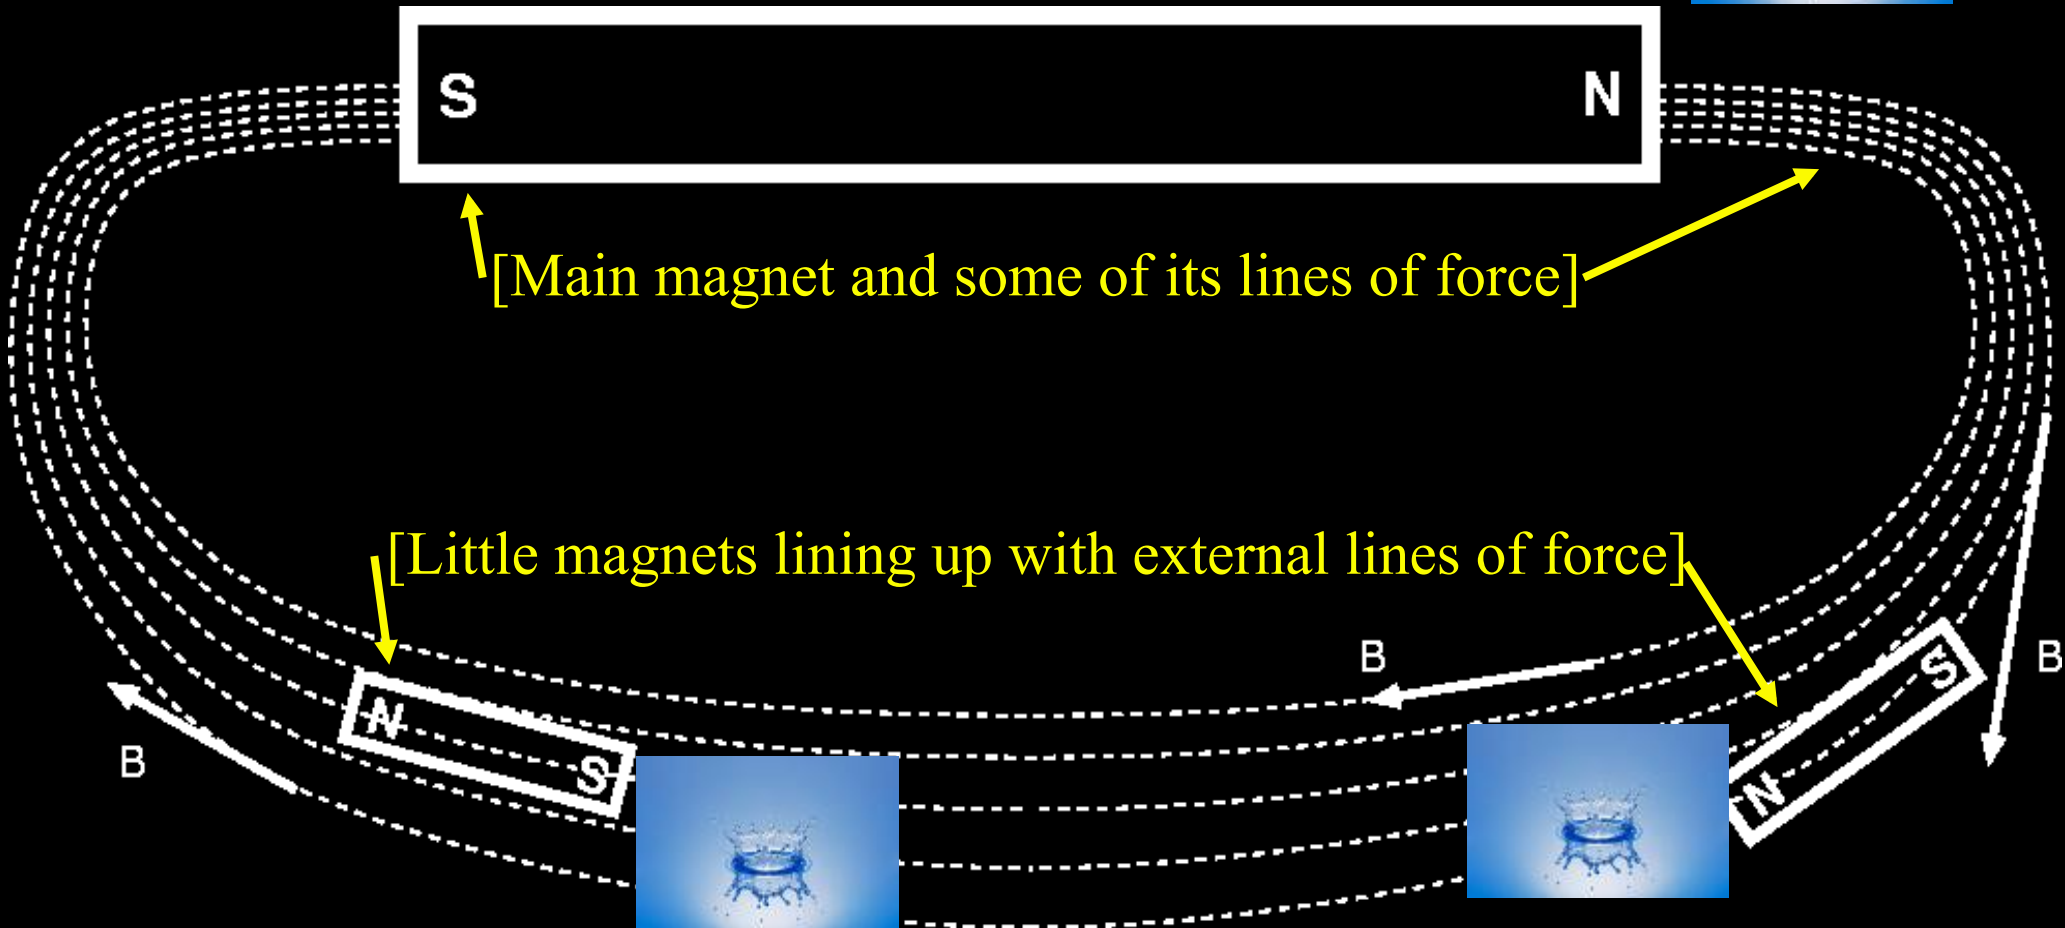 S N
[Main magnet and some of its lines of force]
[Little magnets lining up with external lines of force]
B
B
S
N
B
N
S